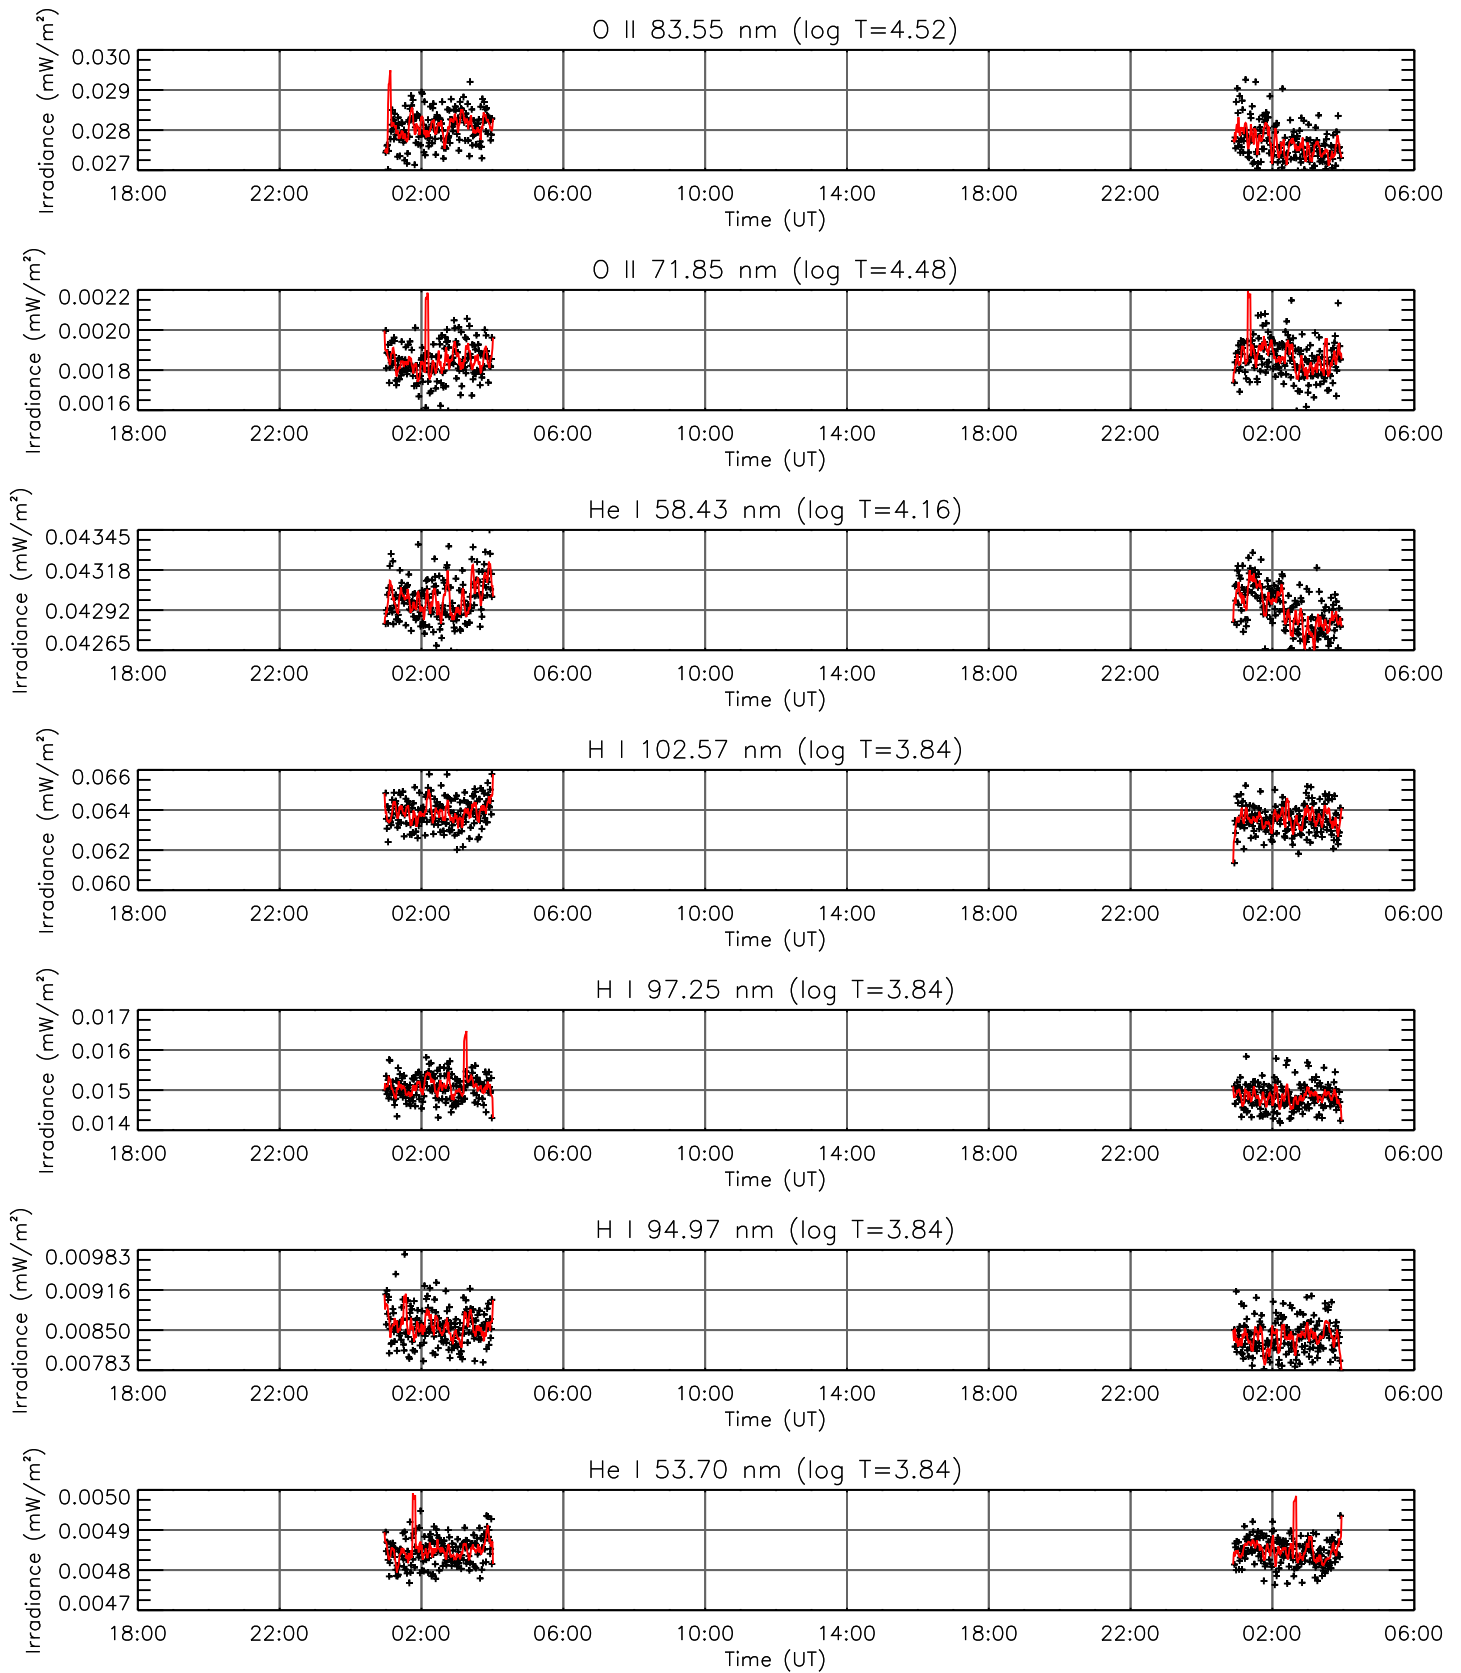 O II 83.55 nm (log T=4.52)
Irradiance (mW/m²)
0.030
0.029
0.028
0.027
18:00 22:00 02:00 06:00 10:00 14:00 18:00 22:00 02:00 06:00
Time (UT)
O II 71.85 nm (log T=4.48)
Irradiance (mW/m²)
0.0022
0.0020
0.0018
0.0016
18:00 22:00 02:00 06:00 10:00 14:00 18:00 22:00 02:00 06:00
Time (UT)
He I 58.43 nm (log T=4.16)
Irradiance (mW/m²)
0.04345
0.04318
0.04292
0.04265
18:00 22:00 02:00 06:00 10:00 14:00 18:00 22:00 02:00 06:00
Time (UT)
H I 102.57 nm (log T=3.84)
Irradiance (mW/m²)
0.066
0.064
0.062
0.060
18:00 22:00 02:00 06:00 10:00 14:00 18:00 22:00 02:00 06:00
Time (UT)
H I 97.25 nm (log T=3.84)
Irradiance (mW/m²)
0.017
0.016
0.015
0.014
18:00 22:00 02:00 06:00 10:00 14:00 18:00 22:00 02:00 06:00
Time (UT)
H I 94.97 nm (log T=3.84)
Irradiance (mW/m²)
0.00983
0.00916
0.00850
0.00783
18:00 22:00 02:00 06:00 10:00 14:00 18:00 22:00 02:00 06:00
Time (UT)
He I 53.70 nm (log T=3.84)
Irradiance (mW/m²)
0.0050
0.0049
0.0048
0.0047
18:00 22:00 02:00 06:00 10:00 14:00 18:00 22:00 02:00 06:00
Time (UT)